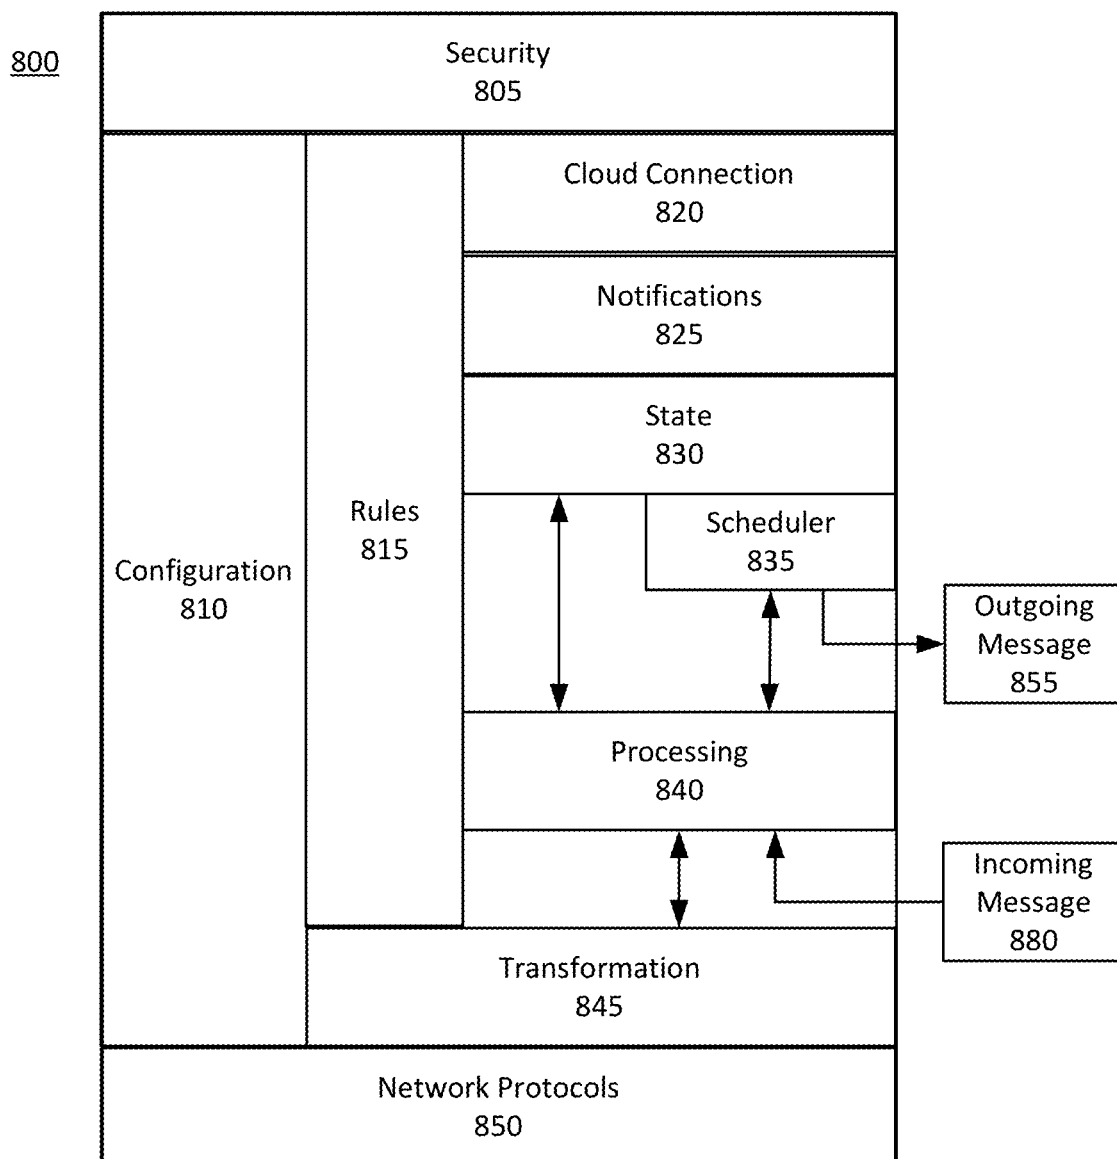 800
Security
805
Cloud Connection
820
Notifications
825
State
830
Rules
815
Scheduler
835
Configuration
810
Outgoing
Message
855
Processing
840
Incoming
Message
880
Transformation
845
Network Protocols
850